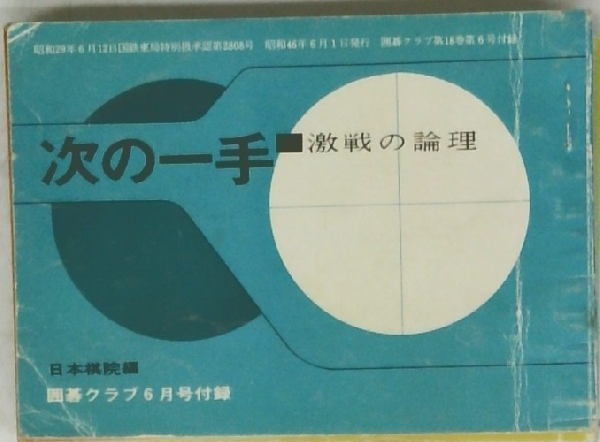 昭和29年6月12日国鉄東局特別扱承認第2808号 昭和46年6月1日発行 囲碁クラブ第18巻第6号付録
次の一手■激戦の論理
日本棋院編
囲碁クラブ6月号付録